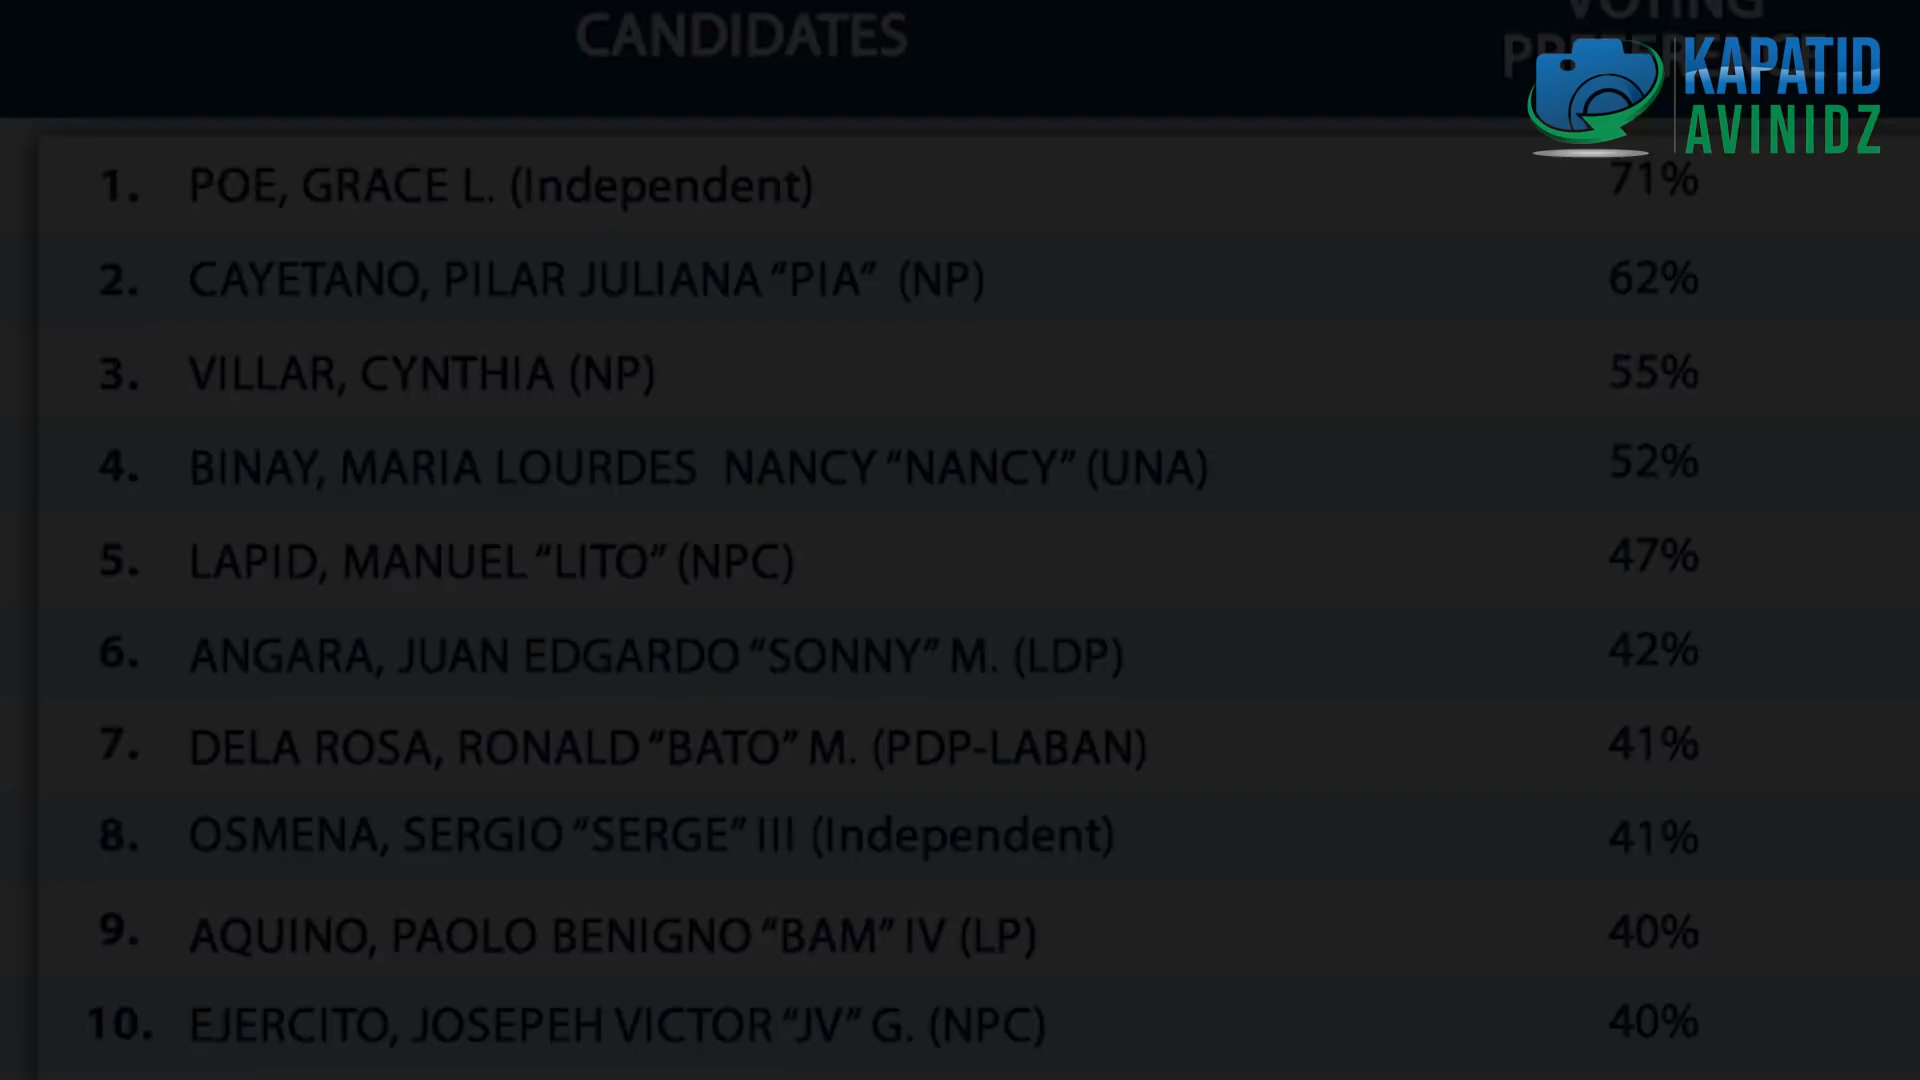 CANDIDATES
VOTING
PREFERENCE
KAPATID
AVINIDZ
1. POE, GRACE L. (Independent) 71%
2. CAYETANO, PILAR JULIANA “PIA” (NP) 62%
3. VILLAR, CYNTHIA (NP) 55%
4. BINAY, MARIA LOURDES NANCY “NANCY” (UNA) 52%
5. LAPID, MANUEL “LITO” (NPC) 47%
6. ANGARA, JUAN EDGARDO “SONNY” M. (LDP) 42%
7. DELA ROSA, RONALD “BATO” M. (PDP-LABAN) 41%
8. OSMENA, SERGIO “SERGE” III (Independent) 41%
9. AQUINO, PAOLO BENIGNO “BAM” IV (LP) 40%
10. EJERCITO, JOSEPEH VICTOR “JV” G. (NPC) 40%